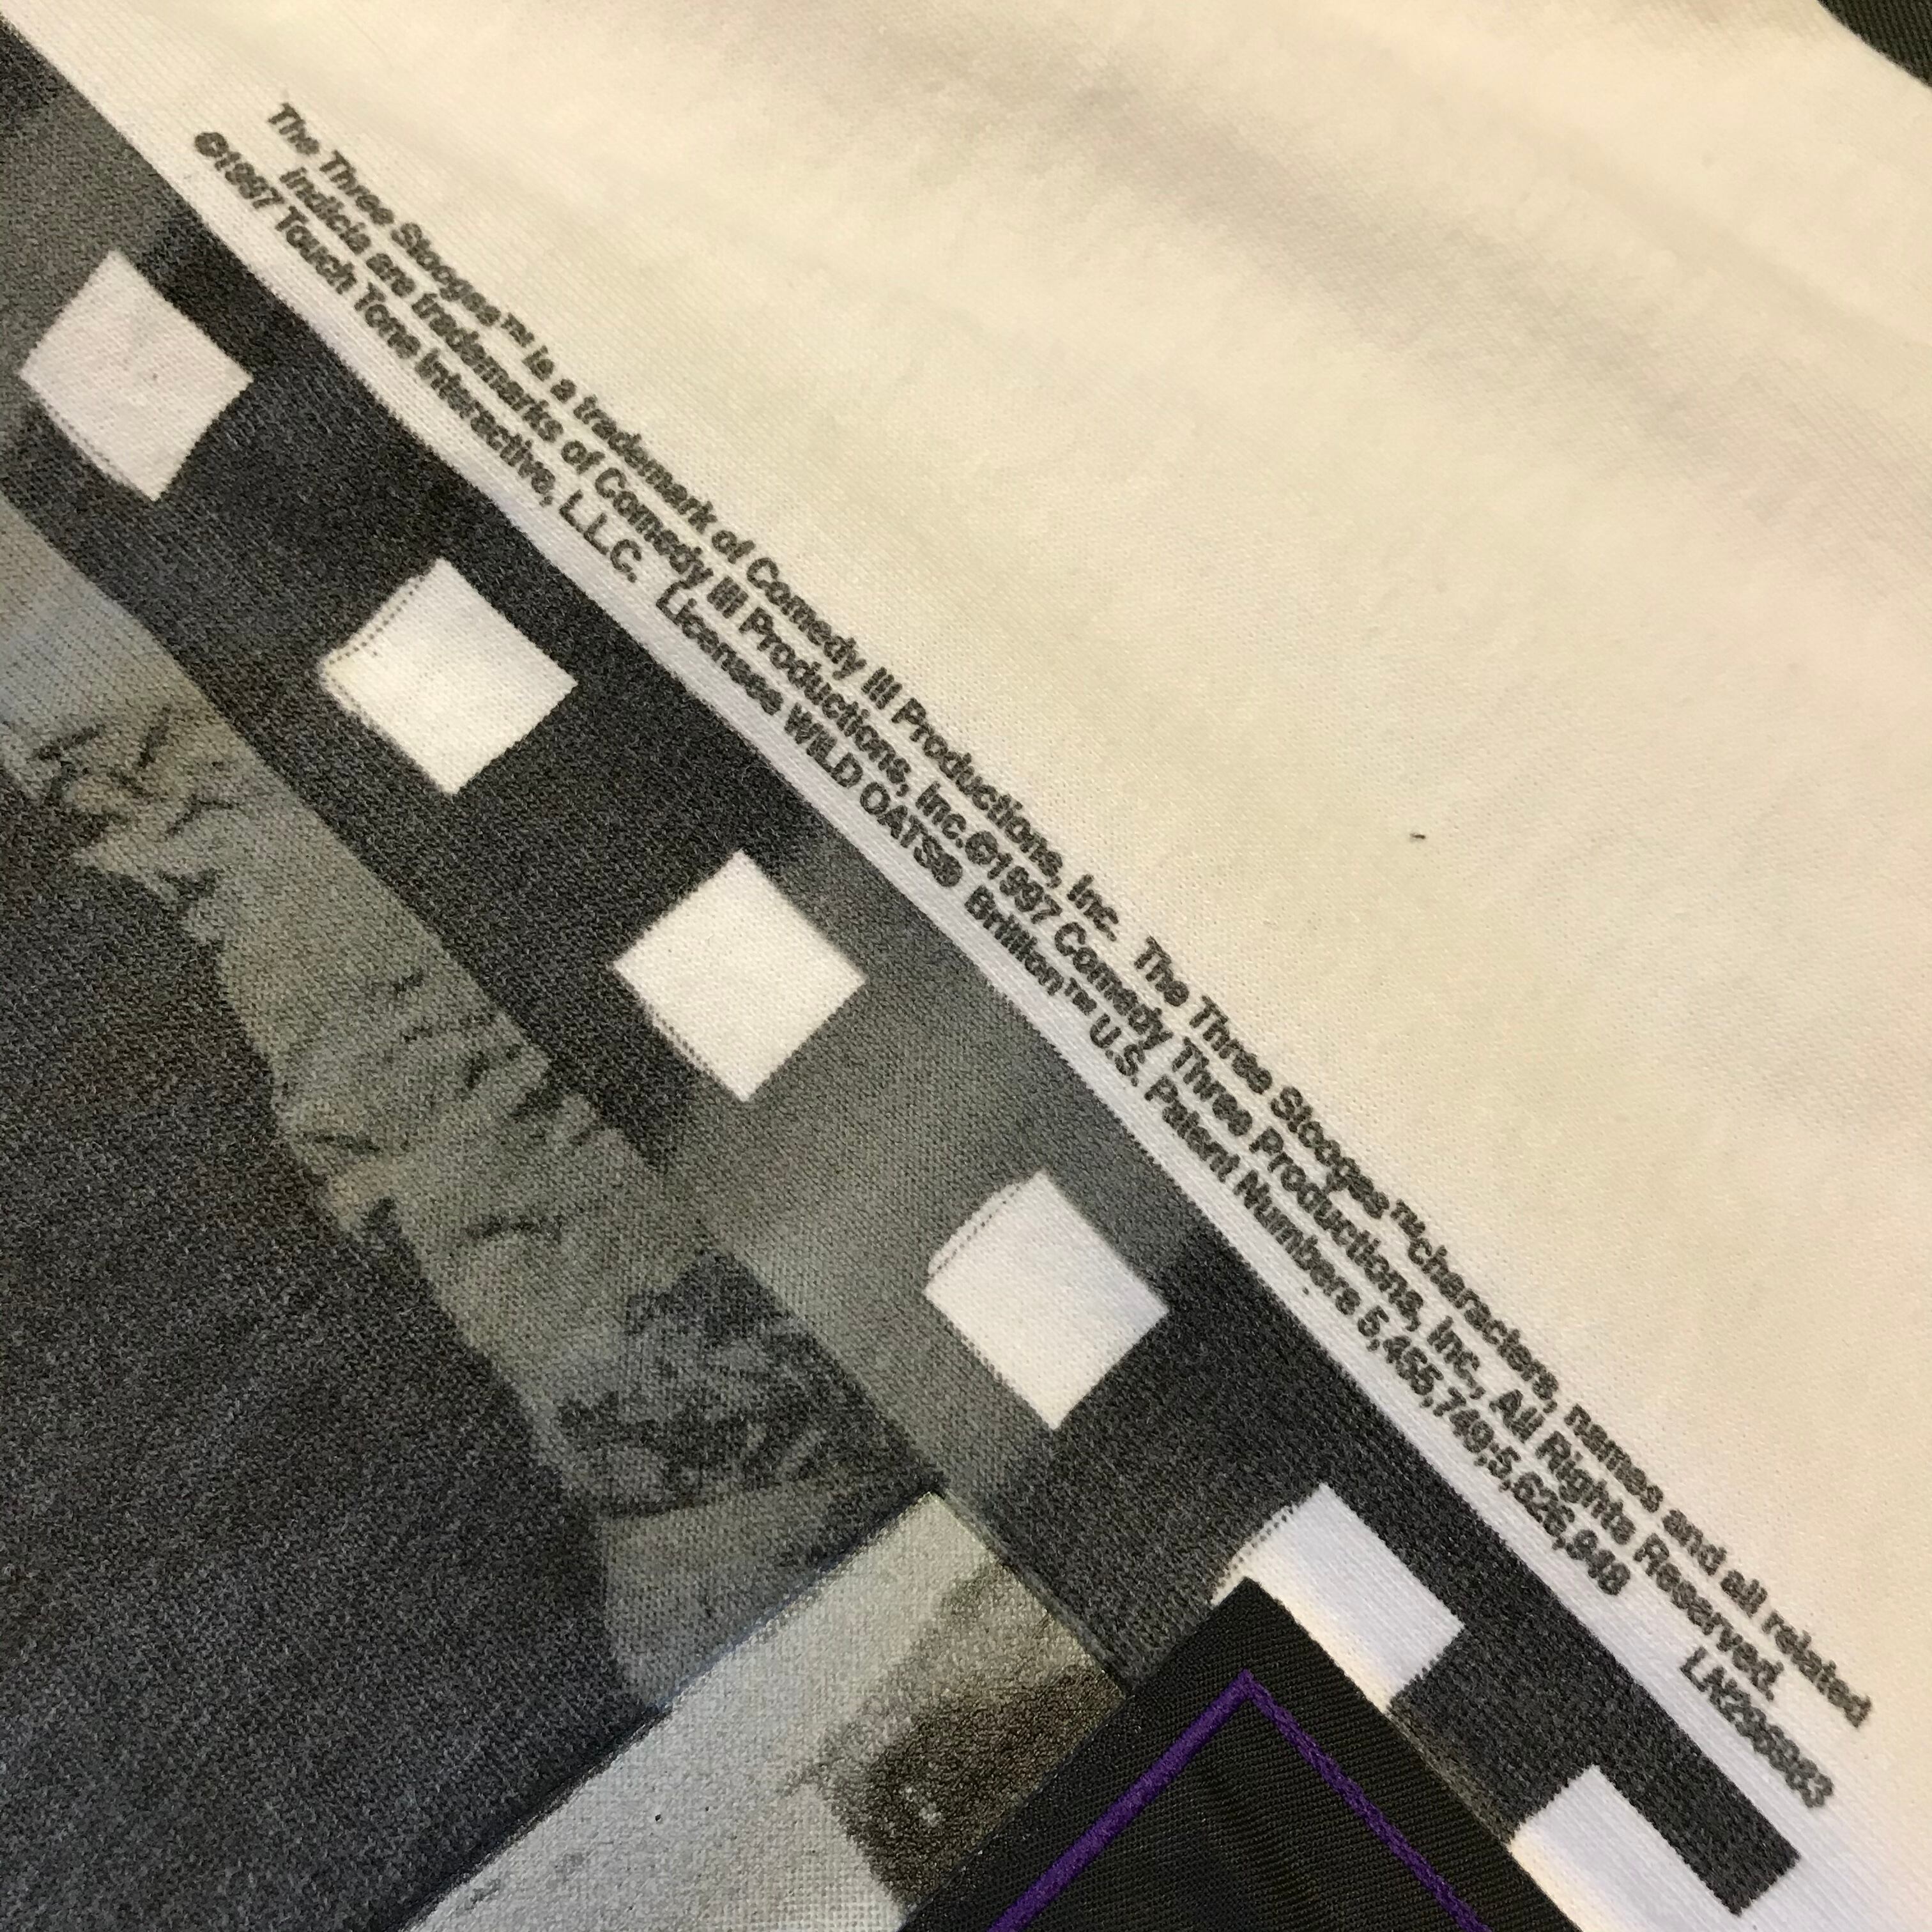 The Three Stooges™ is a trademark of Comedy III Productions, Inc. The Three Stooges™characters, names and all related
indicia are trademarks of Comedy III Productions, Inc.©1997 Comedy Three Productions, Inc., All Rights Reserved.
©1997 Touch Tone Interactive, L.L.C. Licensee WILD OATS® Brillion™ U.S. Patent Numbers 5,455,749;5,626,948 LN296983